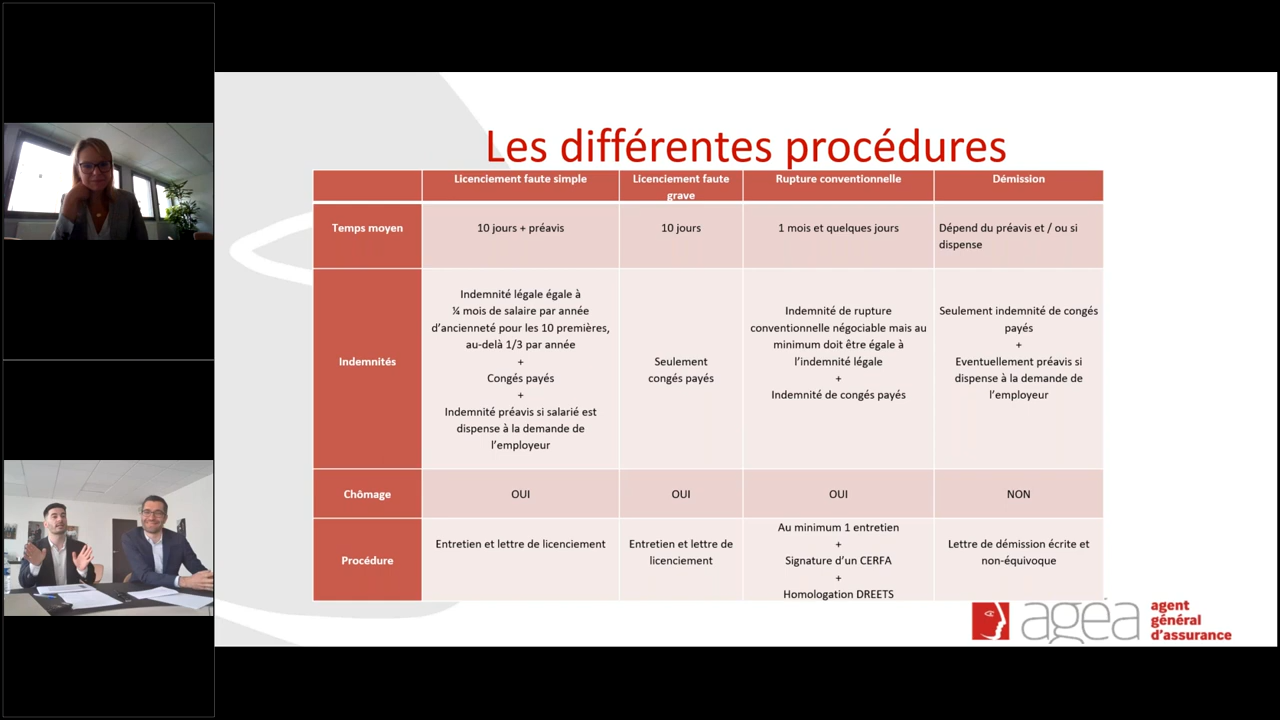 Les différentes procédures
Licenciement faute simple
Licenciement faute
grave
Rupture conventionnelle
Démission
Temps moyen
10 jours + préavis
10 jours
1 mois et quelques jours
Dépend du préavis et / ou si
dispense
Indemnités
Indemnité légale égale à
¼ mois de salaire par année
d’ancienneté pour les 10 premières,
au-delà 1/3 par année
+
Congés payés
+
Indemnité préavis si salarié est
dispense à la demande de
l’employeur
Seulement
congés payés
Indemnité de rupture
conventionnelle négociable mais au
minimum doit être égale à
l’indemnité légale
+
Indemnité de congés payés
Seulement indemnité de congés
payés
+
Eventuellement préavis si
dispense à la demande de
l’employeur
Chômage
OUI
OUI
OUI
NON
Procédure
Entretien et lettre de licenciement
Entretien et lettre de
licenciement
Au minimum 1 entretien
+
Signature d’un CERFA
+
Homologation DREETS
Lettre de démission écrite et
non-équivoque
agéa
agent
général
d’assurance